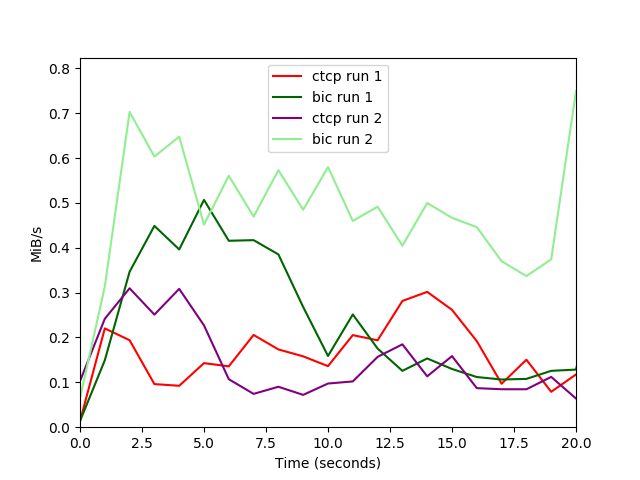 0.8
0.7
0.6
0.5
0.4
0.3
0.2
0.1
0.0
MiB/s
ctcp run 1
bic run 1
ctcp run 2
bic run 2
0.0 2.5 5.0 7.5 10.0 12.5 15.0 17.5 20.0
Time (seconds)